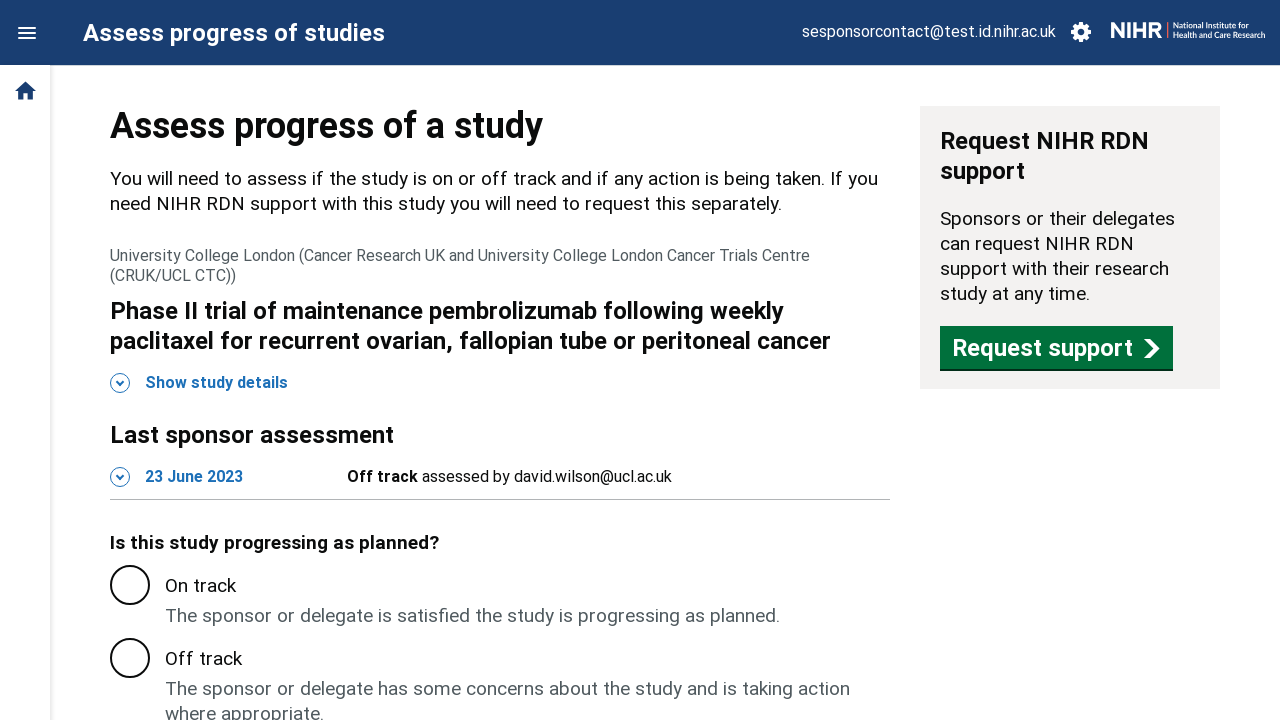 Assess progress of studies
sesponsorcontact@test.id.nihr.ac.uk
NIHR
National Institute for
Health and Care Research
Assess progress of a study
You will need to assess if the study is on or off track and if any action is being taken. If you
need NIHR RDN support with this study you will need to request this separately.
University College London (Cancer Research UK and University College London Cancer Trials Centre
(CRUK/UCL CTC))
Phase II trial of maintenance pembrolizumab following weekly
paclitaxel for recurrent ovarian, fallopian tube or peritoneal cancer
Show study details
Last sponsor assessment
23 June 2023 Off track assessed by david.wilson@ucl.ac.uk
Is this study progressing as planned?
On track
The sponsor or delegate is satisfied the study is progressing as planned.
Off track
The sponsor or delegate has some concerns about the study and is taking action
where appropriate.
Request NIHR RDN
support
Sponsors or their delegates
can request NIHR RDN
support with their research
study at any time.
Request support